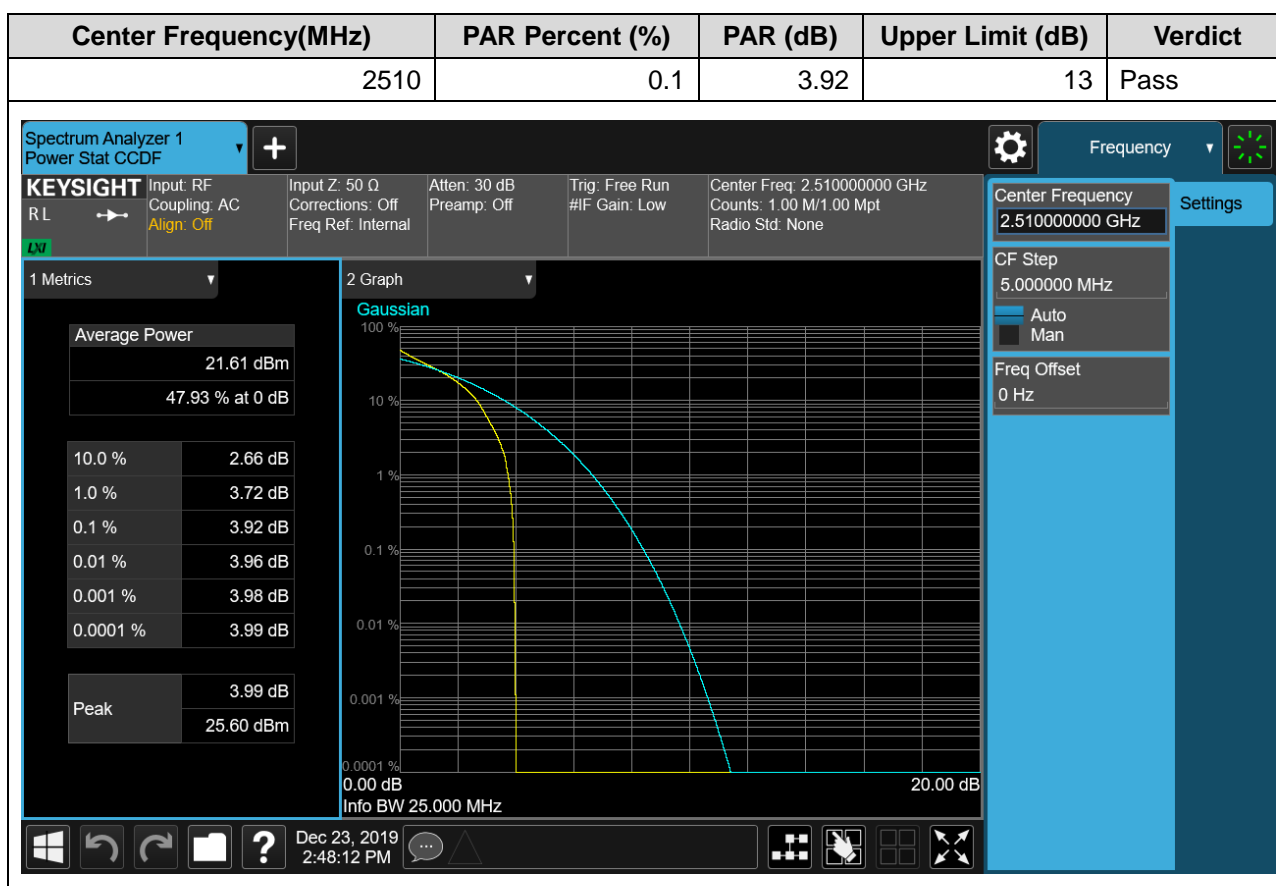 Center Frequency(MHz) PAR Percent (%) PAR (dB) Upper Limit (dB) Verdict
2510 0.1 3.92 13 Pass
Spectrum Analyzer 1
Power Stat CCDF
Frequency
KEYSIGHT
RL
LXI
Input: RF
Coupling: AC
Align: Off
Input Z: 50 Ω
Corrections: Off
Freq Ref: Internal
Atten: 30 dB
Preamp: Off
Trig: Free Run
#IF Gain: Low
Center Freq: 2.510000000 GHz
Counts: 1.00 M/1.00 Mpt
Radio Std: None
Center Frequency
2.510000000 GHz
Settings
CF Step
5.000000 MHz
Auto
Man
Freq Offset
0 Hz
1 Metrics
Average Power
21.61 dBm
47.93 % at 0 dB
10.0 % 2.66 dB
1.0 % 3.72 dB
0.1 % 3.92 dB
0.01 % 3.96 dB
0.001 % 3.98 dB
0.0001 % 3.99 dB
Peak
3.99 dB
25.60 dBm
2 Graph
Gaussian
100 %
10 %
1 %
0.1 %
0.01 %
0.001 %
0.0001 %
0.00 dB 20.00 dB
Info BW 25.000 MHz
?
Dec 23, 2019
2:48:12 PM